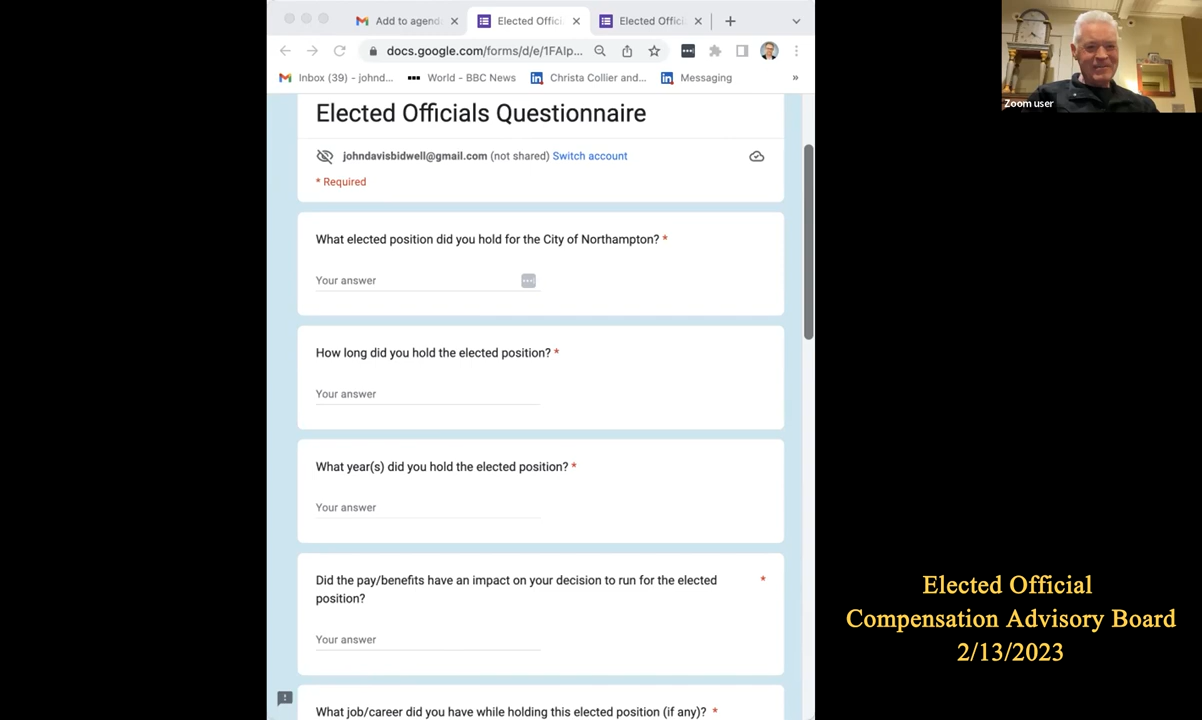 Add to agend
Elected Offici
Elected Offici
docs.google.com/forms/d/e/1FAIp...
Inbox (39) - johnd...
World - BBC News
Christa Collier and...
Messaging
»
Elected Officials Questionnaire
johndavisbidwell@gmail.com (not shared) Switch account
* Required
What elected position did you hold for the City of Northampton? *
Your answer
How long did you hold the elected position? *
Your answer
What year(s) did you hold the elected position? *
Your answer
Did the pay/benefits have an impact on your decision to run for the elected *
position?
Your answer
What job/career did you have while holding this elected position (if any)? *
Zoom user
Elected Official
Compensation Advisory Board
2/13/2023